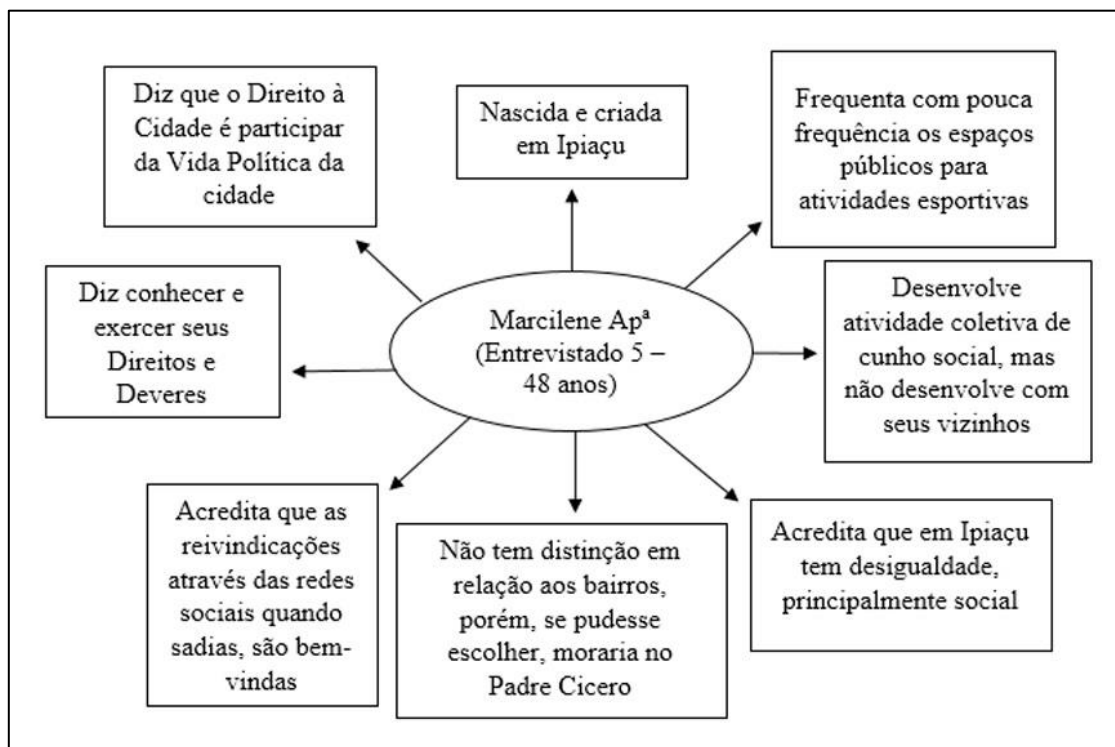 Diz que o Direito à
Cidade é participar
da Vida Política da
cidade
Nascida e criada
em Ipiaçu
Frequenta com pouca
frequência os espaços
públicos para
atividades esportivas
Diz conhecer e
exercer seus
Direitos e
Deveres
Marcilene Apª
(Entrevistado 5 –
48 anos)
Desenvolve
atividade coletiva de
cunho social, mas
não desenvolve com
seus vizinhos
Acredita que as
reivindicações
através das redes
sociais quando
sadias, são bem-
vindas
Não tem distinção em
relação aos bairros,
porém, se pudesse
escolher, moraria no
Padre Cicero
Acredita que em Ipiaçu
tem desigualdade,
principalmente social